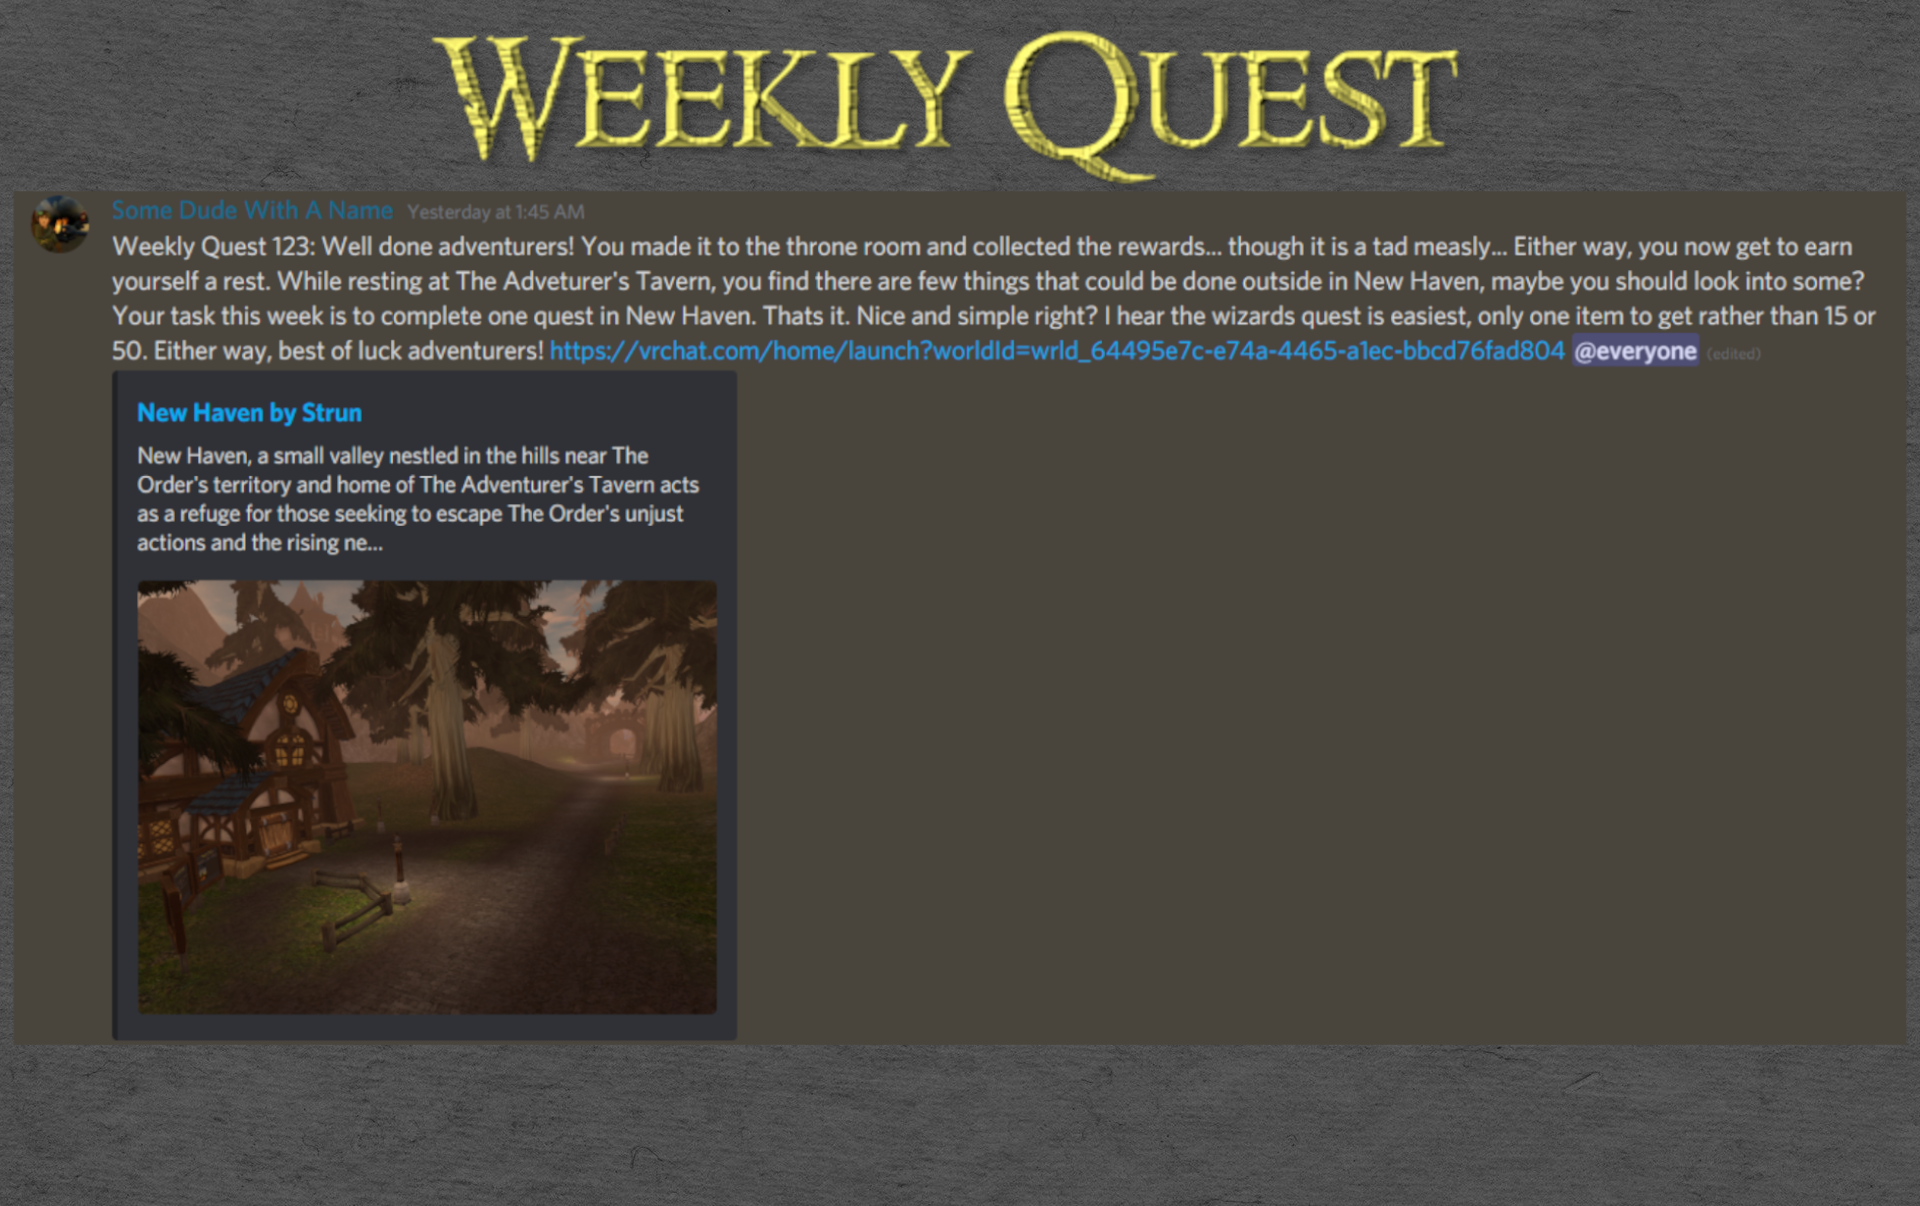 WEEKLY QUEST
Some Dude With A Name Yesterday at 1:45 AM
Weekly Quest 123: Well done adventurers! You made it to the throne room and collected the rewards... though it is a tad measly... Either way, you now get to earn
yourself a rest. While resting at The Adveturer's Tavern, you find there are few things that could be done outside in New Haven, maybe you should look into some?
Your task this week is to complete one quest in New Haven. Thats it. Nice and simple right? I hear the wizards quest is easiest, only one item to get rather than 15 or
50. Either way, best of luck adventurers! https://vrchat.com/home/launch?worldId=wrld_64495e7c-e74a-4465-a1ec-bbcd76fad804 @everyone (edited)
New Haven by Strun
New Haven, a small valley nestled in the hills near The
Order's territory and home of The Adventurer's Tavern acts
as a refuge for those seeking to escape The Order's unjust
actions and the rising ne...